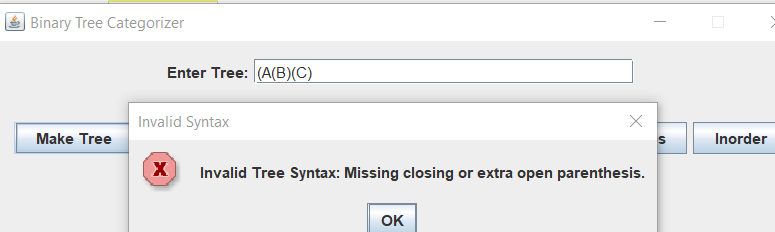 Binary Tree Categorizer
Enter Tree: (A(B)(C)
Invalid Syntax
Make Tree s Inorder
Invalid Tree Syntax: Missing closing or extra open parenthesis.
OK